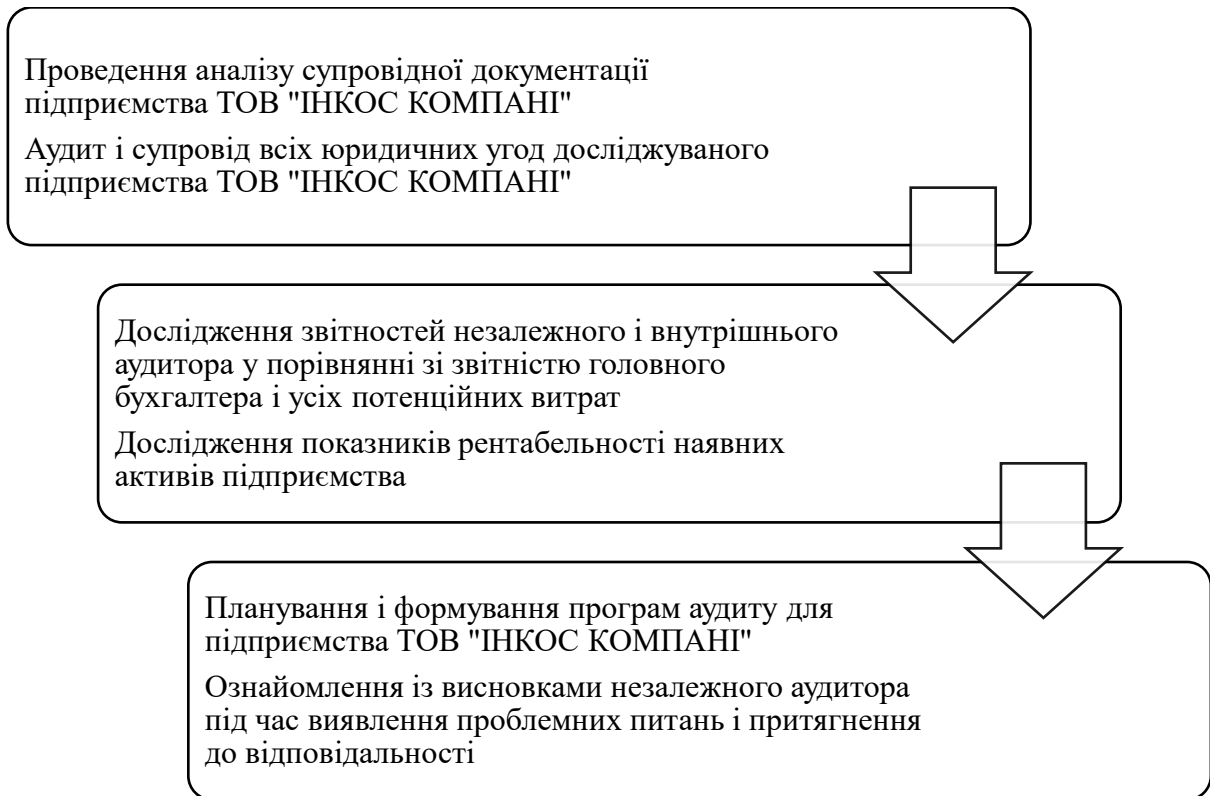 Проведення аналізу супровідної документації
підприємства ТОВ "ІНКОС КОМПАНІ"
Аудит і супровід всіх юридичних угод досліджуваного
підприємства ТОВ "ІНКОС КОМПАНІ"
Дослідження звітностей незалежного і внутрішнього
аудитора у порівнянні зі звітністю головного
бухгалтера і усіх потенційних витрат
Дослідження показників рентабельності наявних
активів підприємства
Планування і формування програм аудиту для
підприємства ТОВ "ІНКОС КОМПАНІ"
Ознайомлення із висновками незалежного аудитора
під час виявлення проблемних питань і притягнення
до відповідальності